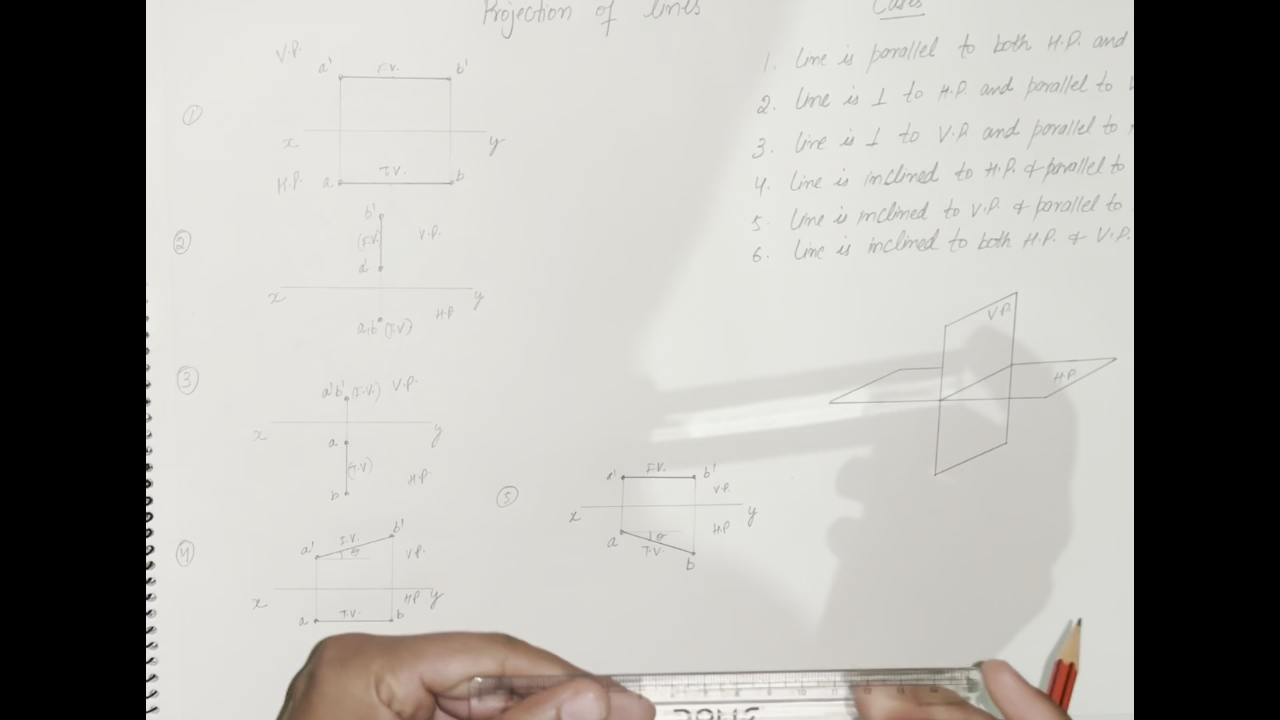 Projection of lines
Cases
1. Line is parallel to both H.P. and
2. Line is ⊥ to H.P. and parallel to V
3. Line is ⊥ to V.P. and parallel to
4. Line is inclined to H.P. & parallel to
5. Line is inclined to V.P. & parallel to
6. Line is inclined to both H.P. & V.P.
V.P.
H.P.
①
V.P.
a' F.V. b'
x y
H.P. a T.V. b
②
b'
(F.V.) V.P.
a'
x y
H.P.
a,b (T.V)
③
a'b' (F.V.) V.P.
x y
a
(T.V)
H.P.
b
④
a' F.V. θ b'
V.P.
x H.P y
a T.V. b
⑤
a' F.V. b'
V.P.
x y
H.P
a θ
T.V.
b